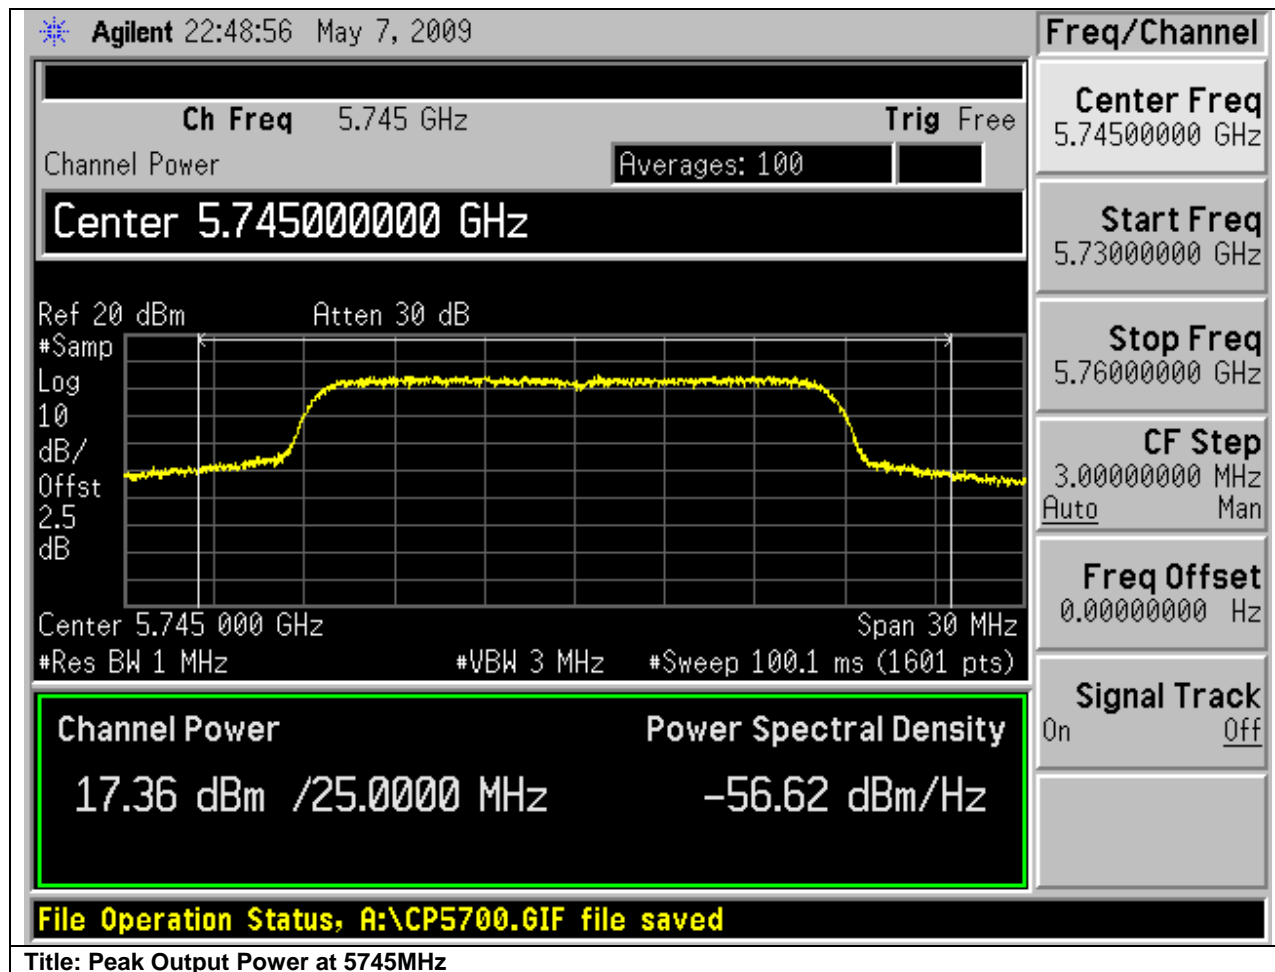 Agilent 22:48:56 May 7, 2009
Freq/Channel
Ch Freq 5.745 GHz Trig Free
Channel Power Averages: 100
Center 5.745000000 GHz
Ref 20 dBm Atten 30 dB
#Samp
Log
10
dB/
Offst
2.5
dB
Center 5.745 000 GHz Span 30 MHz
#Res BW 1 MHz #VBW 3 MHz #Sweep 100.1 ms (1601 pts)
Channel Power Power Spectral Density
17.36 dBm /25.0000 MHz -56.62 dBm/Hz
File Operation Status, A:\CP5700.GIF file saved
Center Freq
5.74500000 GHz
Start Freq
5.73000000 GHz
Stop Freq
5.76000000 GHz
CF Step
3.00000000 MHz
Auto Man
Freq Offset
0.00000000 Hz
Signal Track
On Off
Title: Peak Output Power at 5745MHz